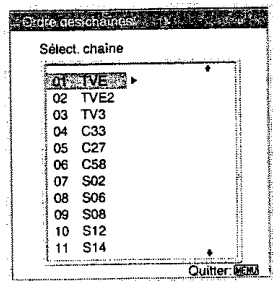 Ordre des chaînes
Sélect. chaîne
01 TVE
02 TVE2
03 TV3
04 C33
05 C27
06 C58
07 S02
08 S06
09 S08
10 S12
11 S14
Quitter: MENU